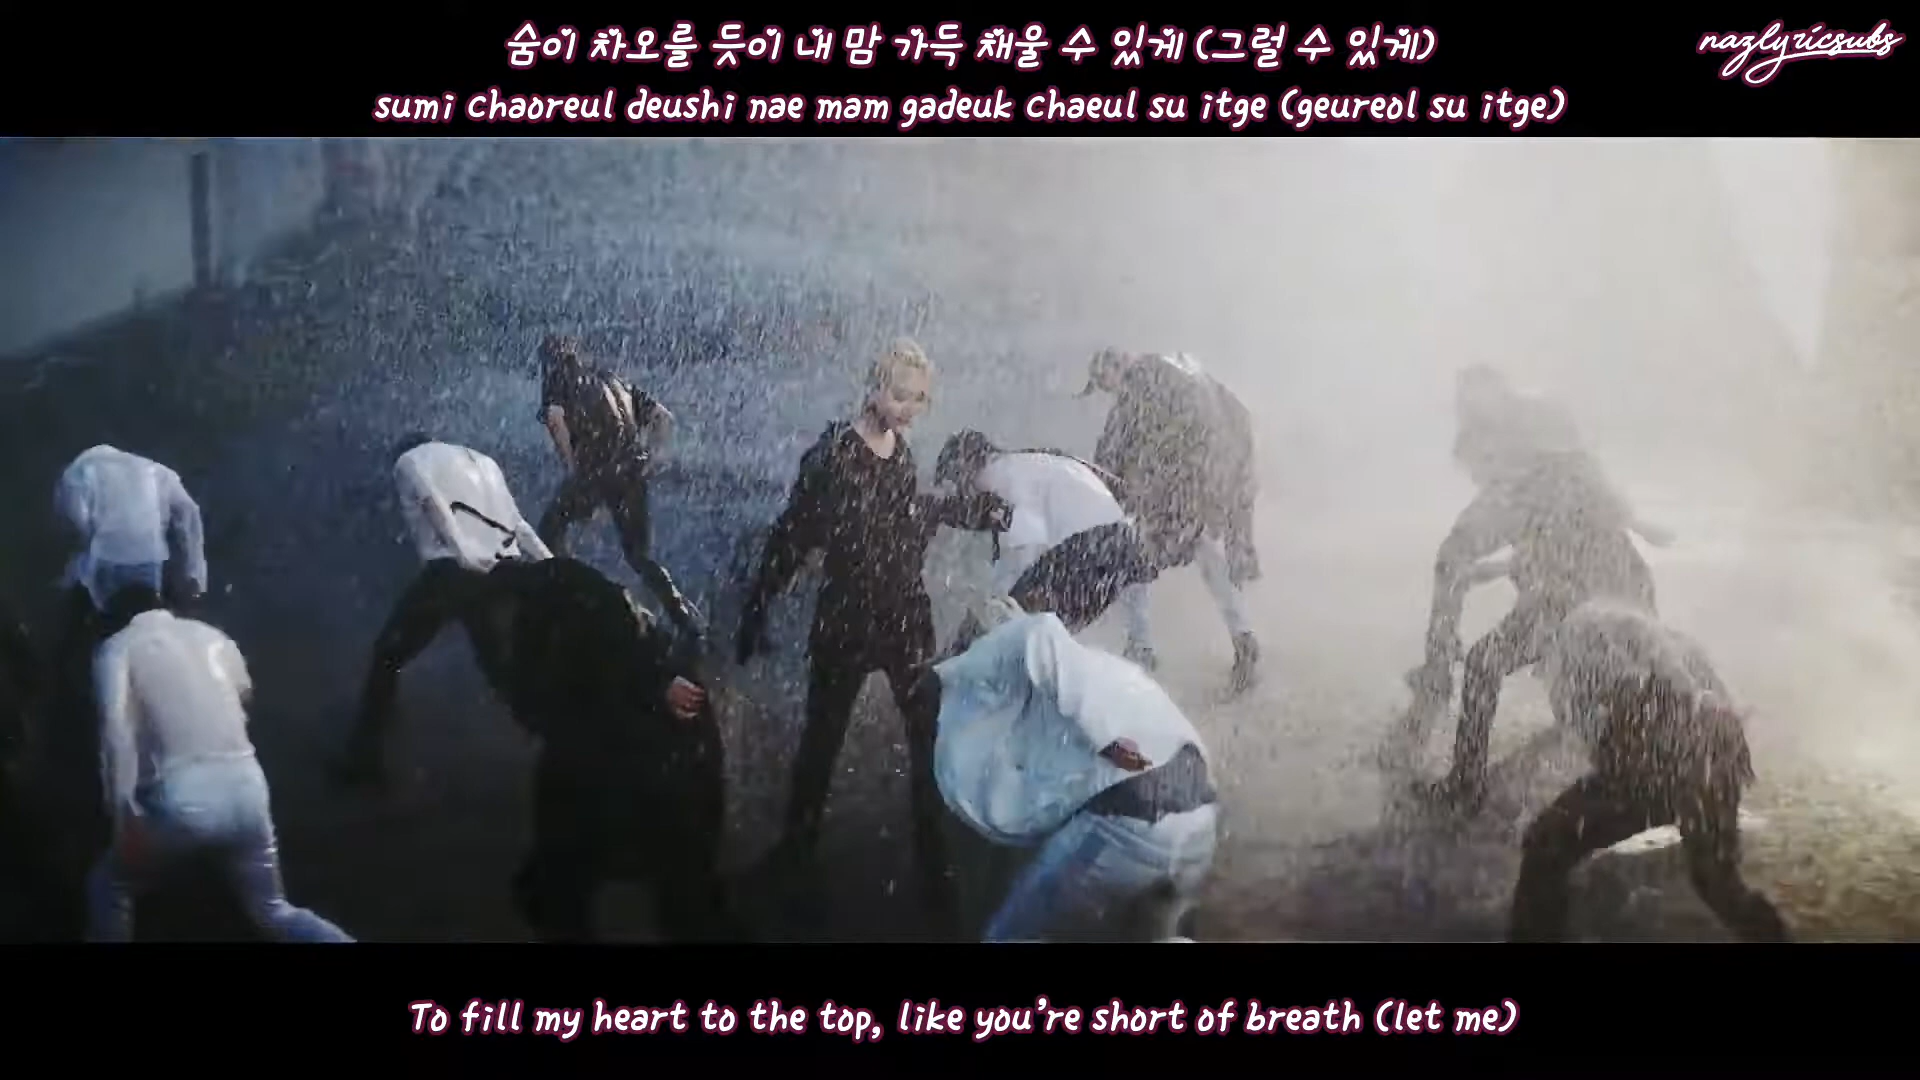 숨이 차오를 듯이 내 맘 가득 채울 수 있게 (그럴 수 있게)
nazlyricsubs
sumi chaoreul deushi nae mam gadeuk chaeul su itge (geureol su itge)
To fill my heart to the top, like you're short of breath (let me)